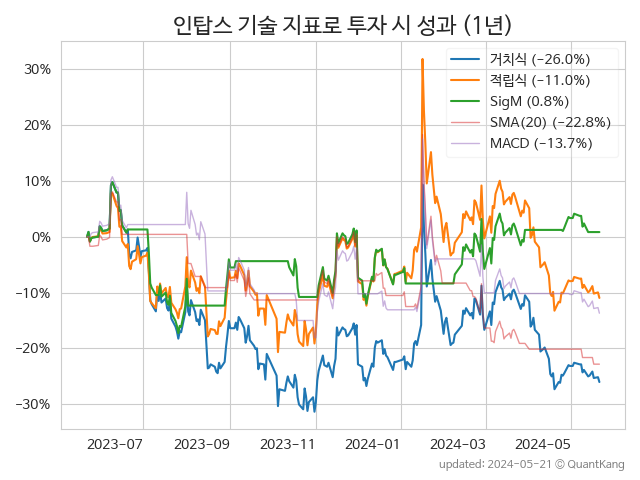 인탑스 기술 지표로 투자 시 성과 (1년)
거치식 (−26.0%)
적립식 (−11.0%)
SigM (0.8%)
SMA(20) (−22.8%)
MACD (−13.7%)
30%
20%
10%
0%
−10%
−20%
−30%
2023-07
2023-09
2023-11
2024-01
2024-03
2024-05
updated: 2024-05-21 © QuantKang